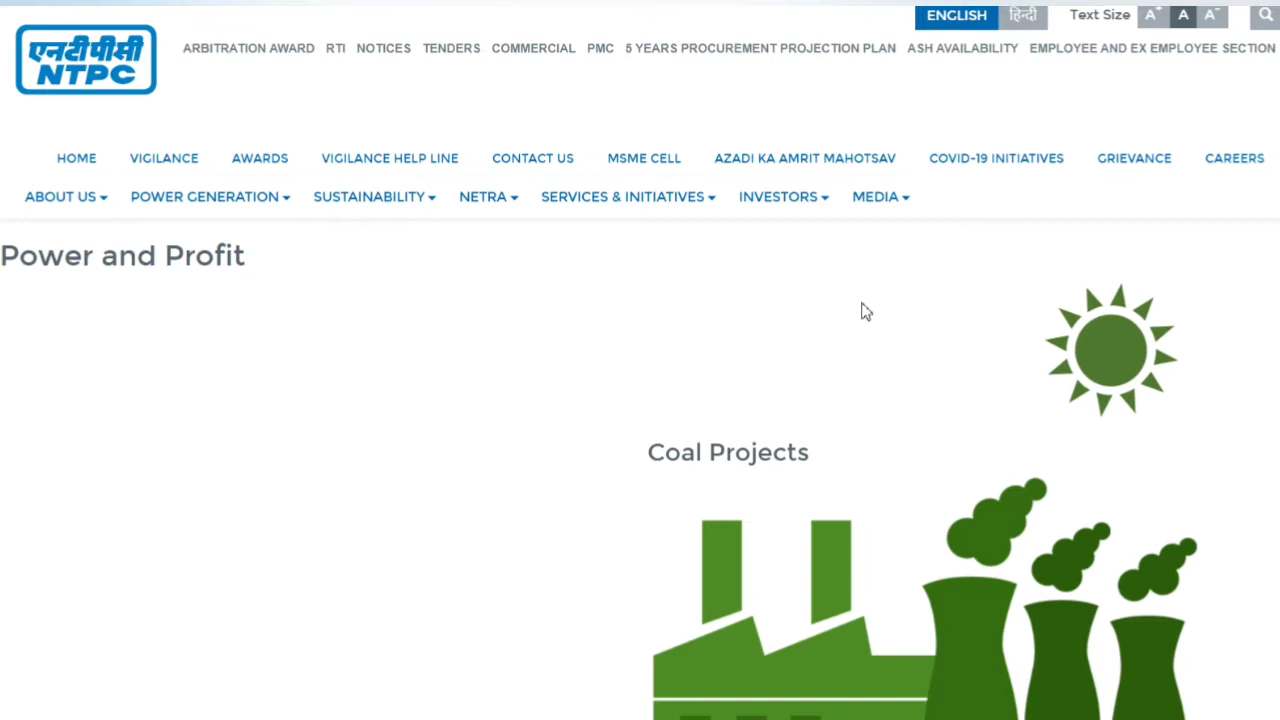 ENGLISH हिन्दी Text Size A+ A A-
एनटीपीसी
NTPC
ARBITRATION AWARD RTI NOTICES TENDERS COMMERCIAL PMC 5 YEARS PROCUREMENT PROJECTION PLAN ASH AVAILABILITY EMPLOYEE AND EX EMPLOYEE SECTION
HOME VIGILANCE AWARDS VIGILANCE HELP LINE CONTACT US MSME CELL AZADI KA AMRIT MAHOTSAV COVID-19 INITIATIVES GRIEVANCE CAREERS
ABOUT US POWER GENERATION SUSTAINABILITY NETRA SERVICES & INITIATIVES INVESTORS MEDIA
Power and Profit
Coal Projects